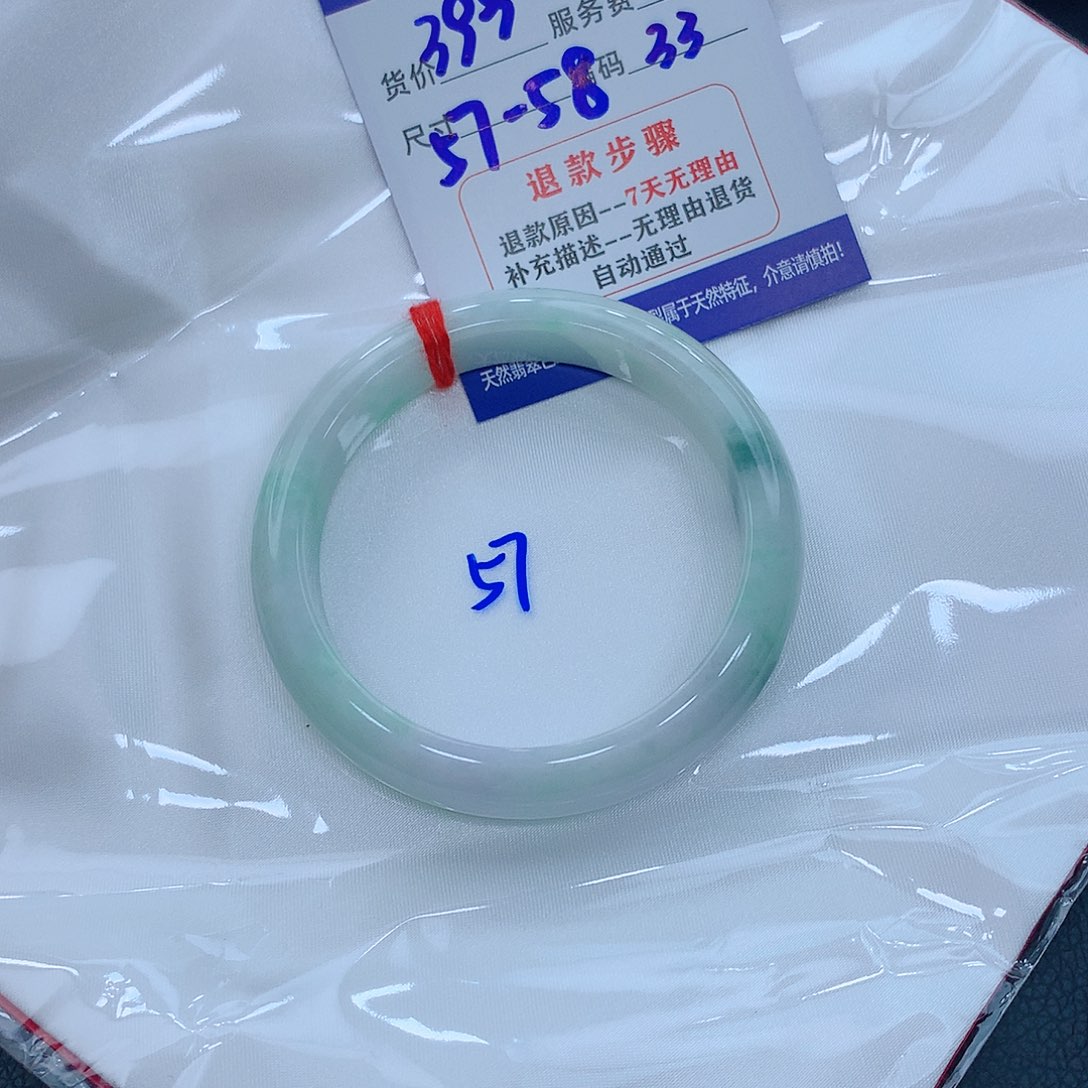 货价 393 服务费
尺寸 57-58 编码 33
退款步骤
退款原因--7天无理由
补充描述--无理由退货
自动通过
天然翡翠
属于天然特征，介意请慎拍！
57